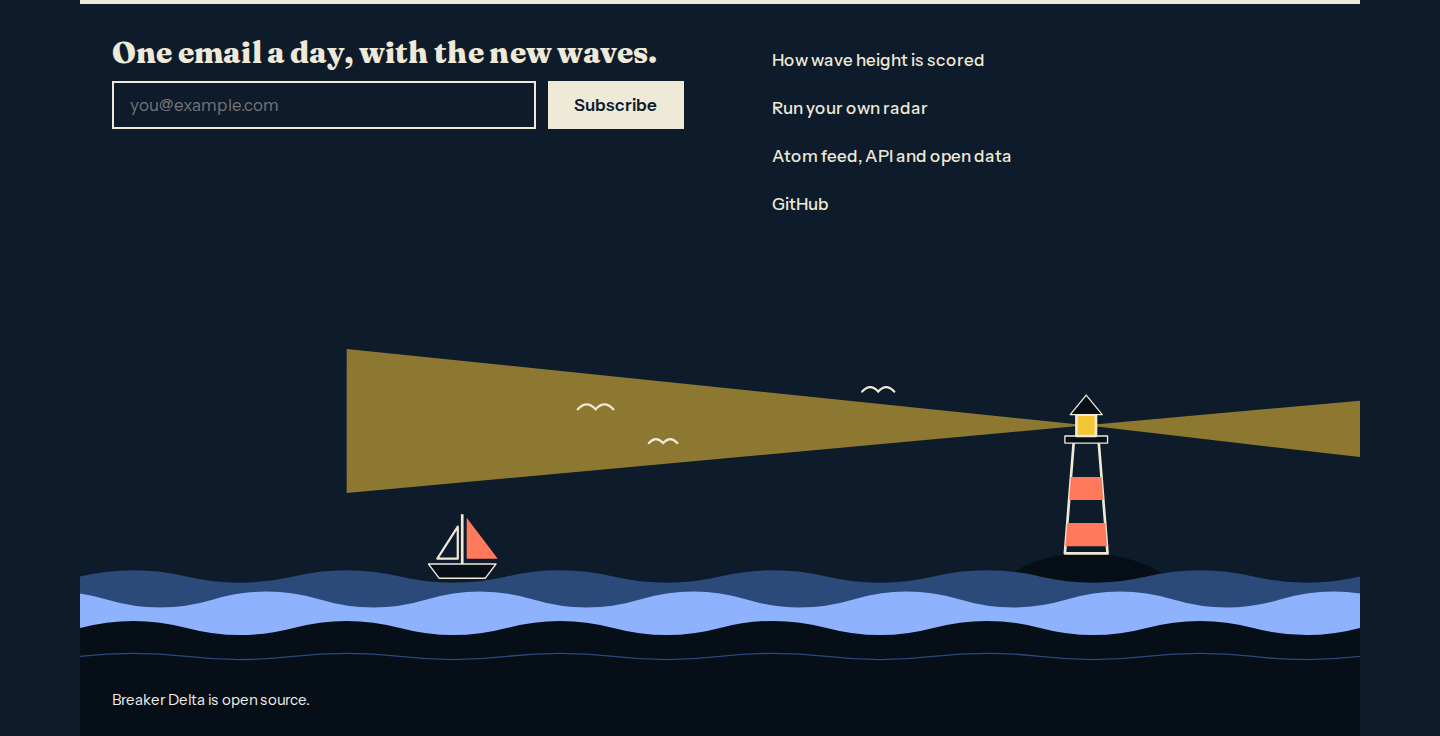 One email a day, with the new waves.
you@example.com
Subscribe
How wave height is scored
Run your own radar
Atom feed, API and open data
GitHub
Breaker Delta is open source.